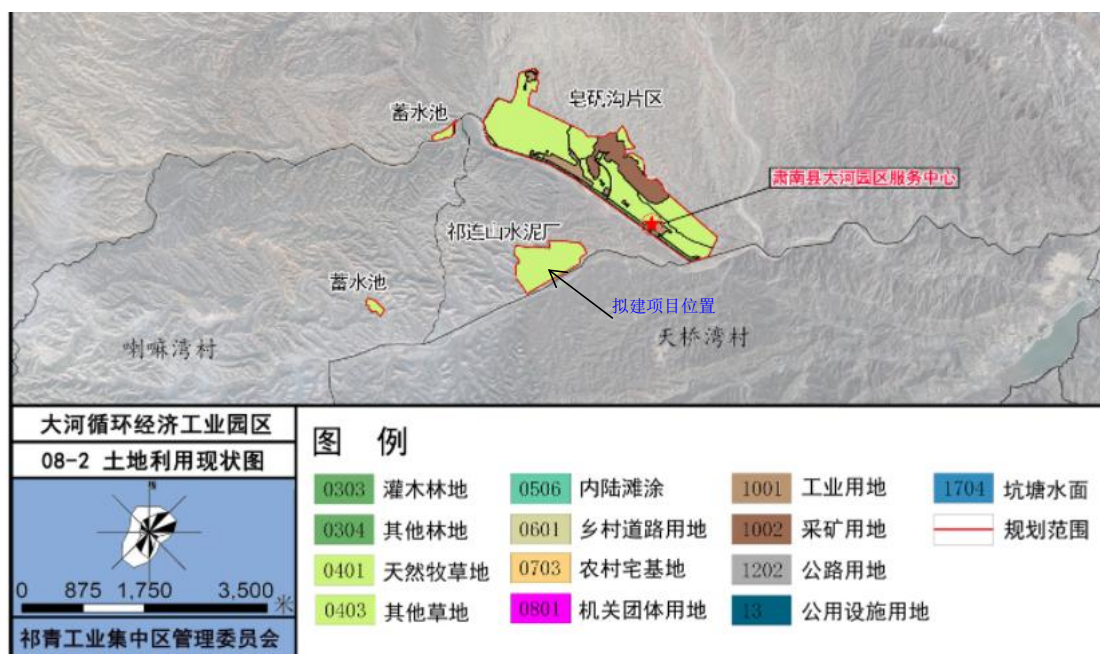 皂矾沟片区
蓄水池
肃南县大河园区服务中心
祁连山水泥厂
蓄水池
拟建项目位置
喇嘛湾村
天桥湾村
大河循环经济工业园区
08-2 土地利用现状图
0 875 1,750 3,500 米
祁青工业集中区管理委员会
图 例
0303 灌木林地
0304 其他林地
0401 天然牧草地
0403 其他草地
0506 内陆滩涂
0601 乡村道路用地
0703 农村宅基地
0801 机关团体用地
1001 工业用地
1002 采矿用地
1202 公路用地
13 公用设施用地
1704 坑塘水面
规划范围